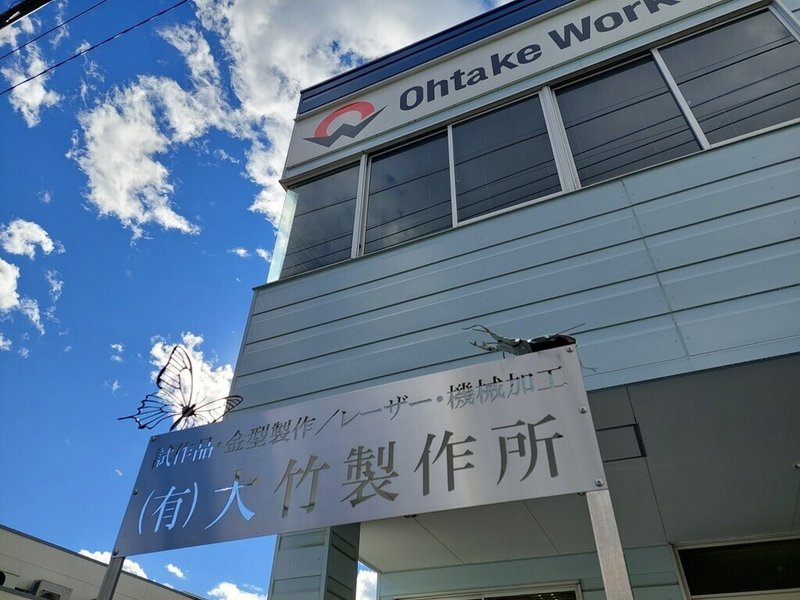 Ohtake Work
試作品・金型製作／レーザー・機械加工
(有)大竹製作所